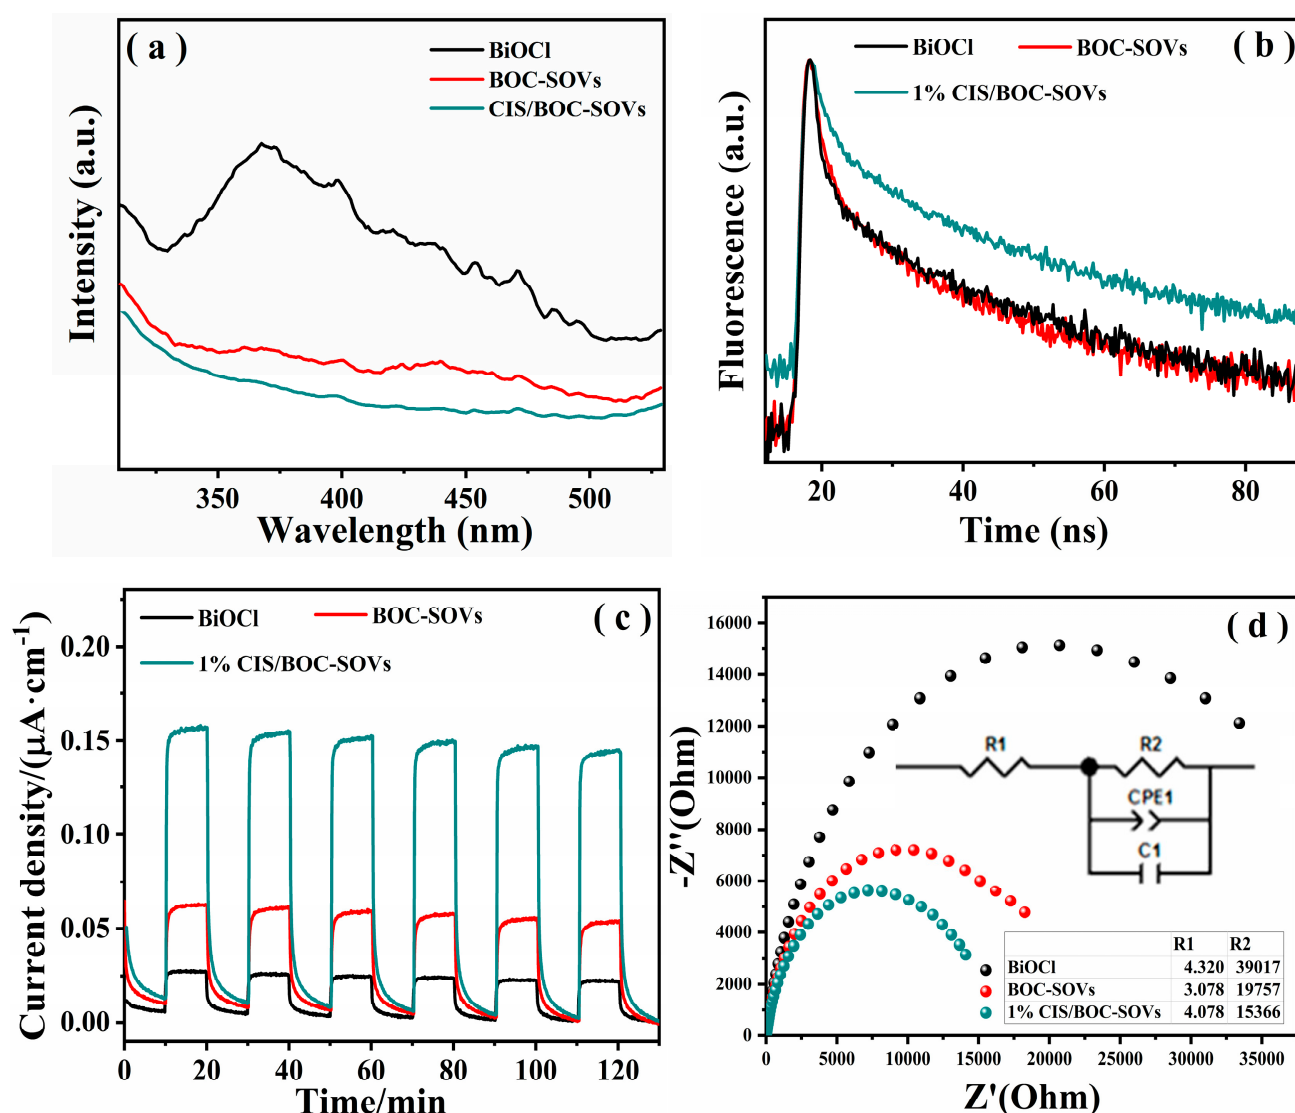 ( a )
BiOCl
BOC-SOVs
CIS/BOC-SOVs
Intensity (a.u.)
350 400 450 500
Wavelength (nm)
( b )
BiOCl BOC-SOVs
1% CIS/BOC-SOVs
Fluorescence (a.u.)
20 40 60 80
Time (ns)
( c )
BiOCl BOC-SOVs
1% CIS/BOC-SOVs
Current density/(μA·cm⁻¹)
0.20
0.15
0.10
0.05
0.00
0 20 40 60 80 100 120
Time/min
( d )
-Z''(Ohm)
16000
14000
12000
10000
8000
6000
4000
2000
0
R1 R2
CPE1
C1
R1 R2
BiOCl 4.320 39017
BOC-SOVs 3.078 19757
1% CIS/BOC-SOVs 4.078 15366
0 5000 10000 15000 20000 25000 30000 35000
Z'(Ohm)